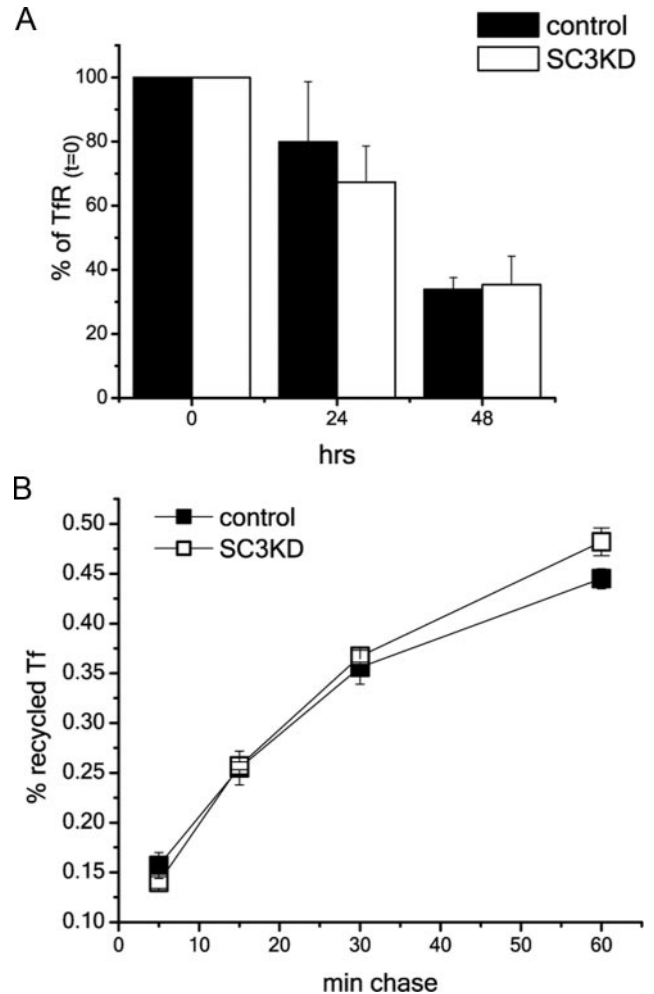 A
control
SC3KD
100
80
60
40
20
0
% of TfR (t=0)
0 24 48
hrs
B
control
SC3KD
0.50
0.45
0.40
0.35
0.30
0.25
0.20
0.15
0.10
% recycled Tf
0 10 20 30 40 50 60
min chase